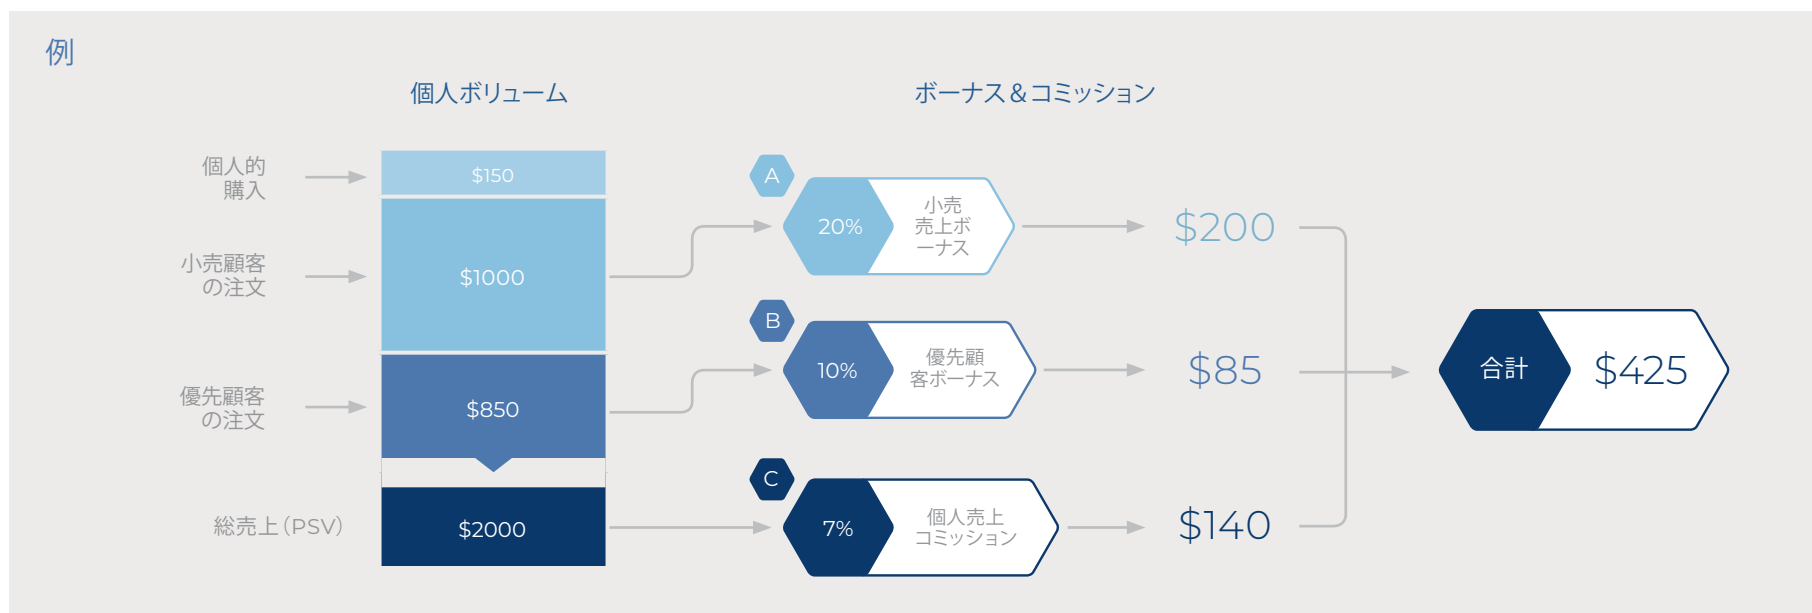 例
個人ボリューム
ボーナス＆コミッション
個人的
購入
$150
小売顧客
の注文
$1000
優先顧客
の注文
$850
総売上（PSV）
$2000
A
20%
小売
売上ボ
ーナス
$200
B
10%
優先顧
客ボーナス
$85
C
7%
個人売上
コミッション
$140
合計
$425